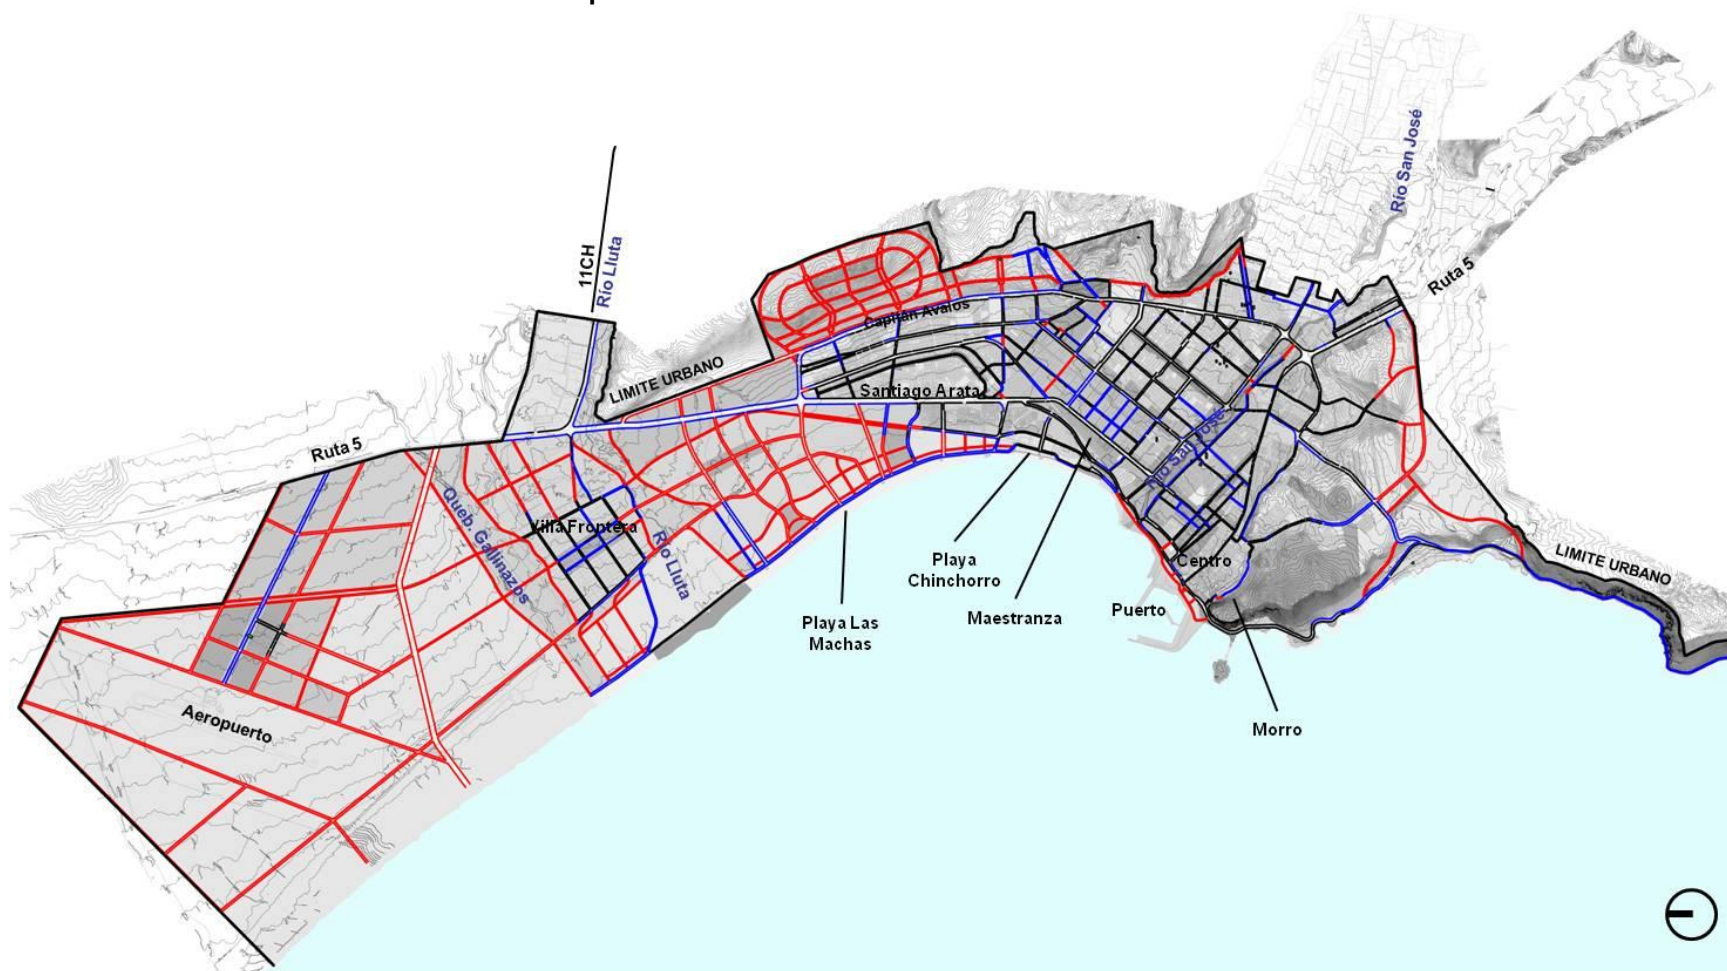 Río San José
11CH
Río Lluta
Ruta 5
Capitán Avalos
LIMITE URBANO
Santiago Arata
Ruta 5
Río San José
Queb. Gallinazos
Villa Frontera
Río Lluta
Playa
Chinchorro
Centro
LIMITE URBANO
Playa Las
Machas
Maestranza
Puerto
Aeropuerto
Morro